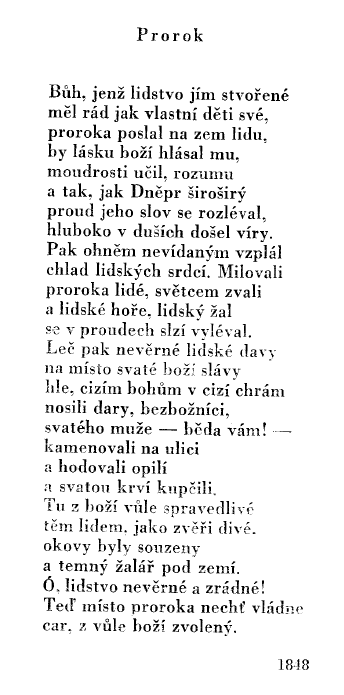 Prorok
Bůh, jenž lidstvo jím stvořené
měl rád jak vlastní děti své,
proroka poslal na zem lidu,
by lásku boží hlásal mu,
moudrosti učil, rozumu
a tak, jak Dněpr široširý
proud jeho slov se rozléval,
hluboko v duších došel víry.
Pak ohněm nevídaným vzplál
chlad lidských srdcí. Milovali
proroka lidé, světcem zvali
a lidské hoře, lidský žal
se v proudech slzí vyléval.
Leč pak nevěrné lidské davy
na místo svaté boží slávy
hle, cizím bohům v cizí chrám
nosili dary, bezbožníci,
svatého muže — běda vám! —
kamenovali na ulici
a hodovali opilí
a svatou krví kupčili.
Tu z boží vůle spravedlivé
těm lidem, jako zvěři divé.
okovy byly souzeny
a temný žalář pod zemí.
Ó, lidstvo nevěrné a zrádné!
Teď místo proroka nechť vládne
car, z vůle boží zvolený.
1848